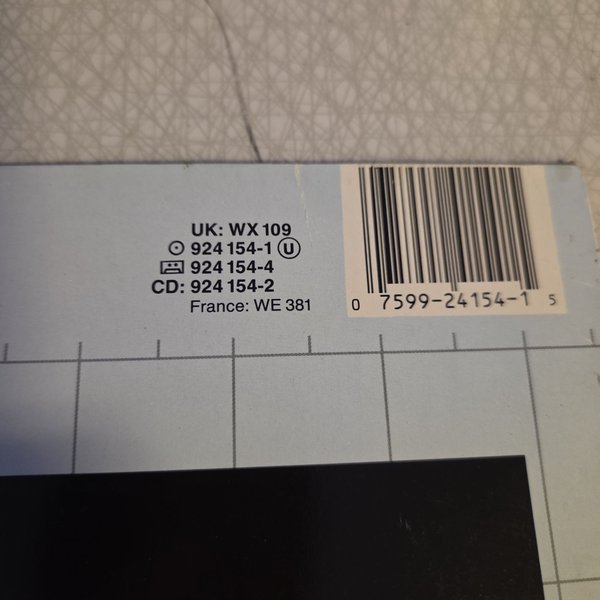 UK: WX 109
924 154-1 U
924 154-4
CD: 924 154-2
France: WE 381
0 7599-24154-1 5